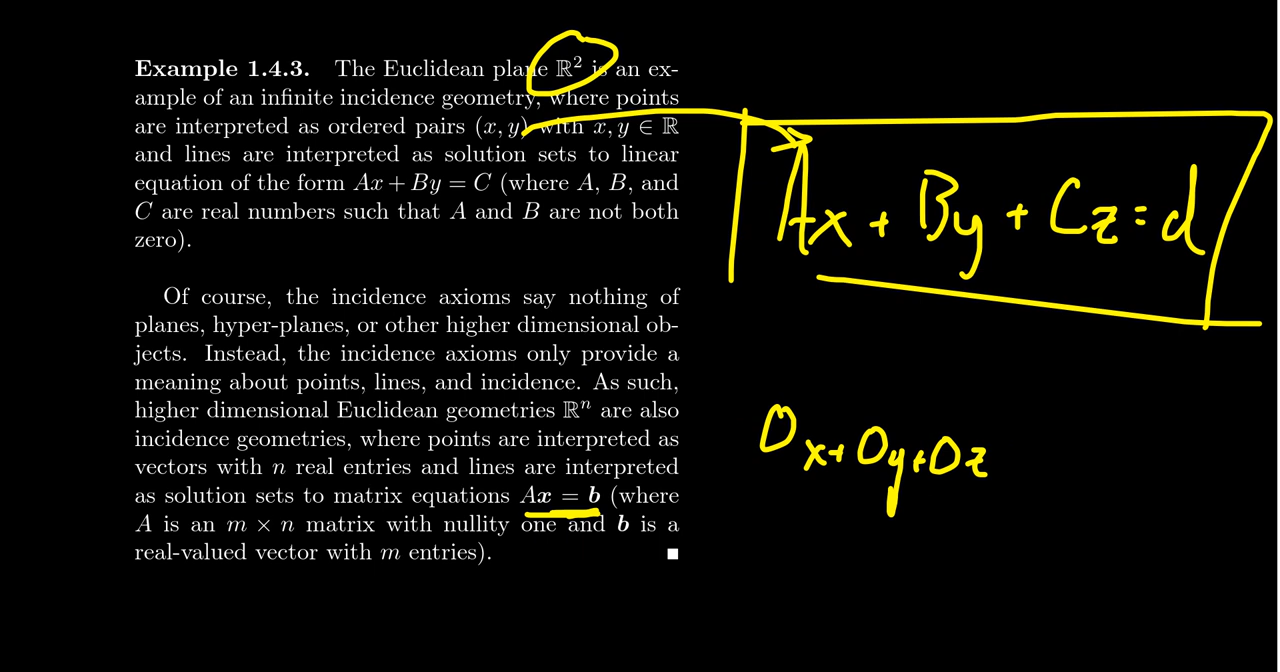 Example 1.4.3. The Euclidean plane ℝ² is an ex-
ample of an infinite incidence geometry, where points
are interpreted as ordered pairs (x, y) with x, y ∈ ℝ
and lines are interpreted as solution sets to linear
equation of the form Ax + By = C (where A, B, and
C are real numbers such that A and B are not both
zero).
Of course, the incidence axioms say nothing of
planes, hyper-planes, or other higher dimensional ob-
jects. Instead, the incidence axioms only provide a
meaning about points, lines, and incidence. As such,
higher dimensional Euclidean geometries ℝⁿ are also
incidence geometries, where points are interpreted as
vectors with n real entries and lines are interpreted
as solution sets to matrix equations Ax = b (where
A is an m × n matrix with nullity one and b is a
real-valued vector with m entries). ■
Ax + By + Cz = d
0x + 0y + 0z